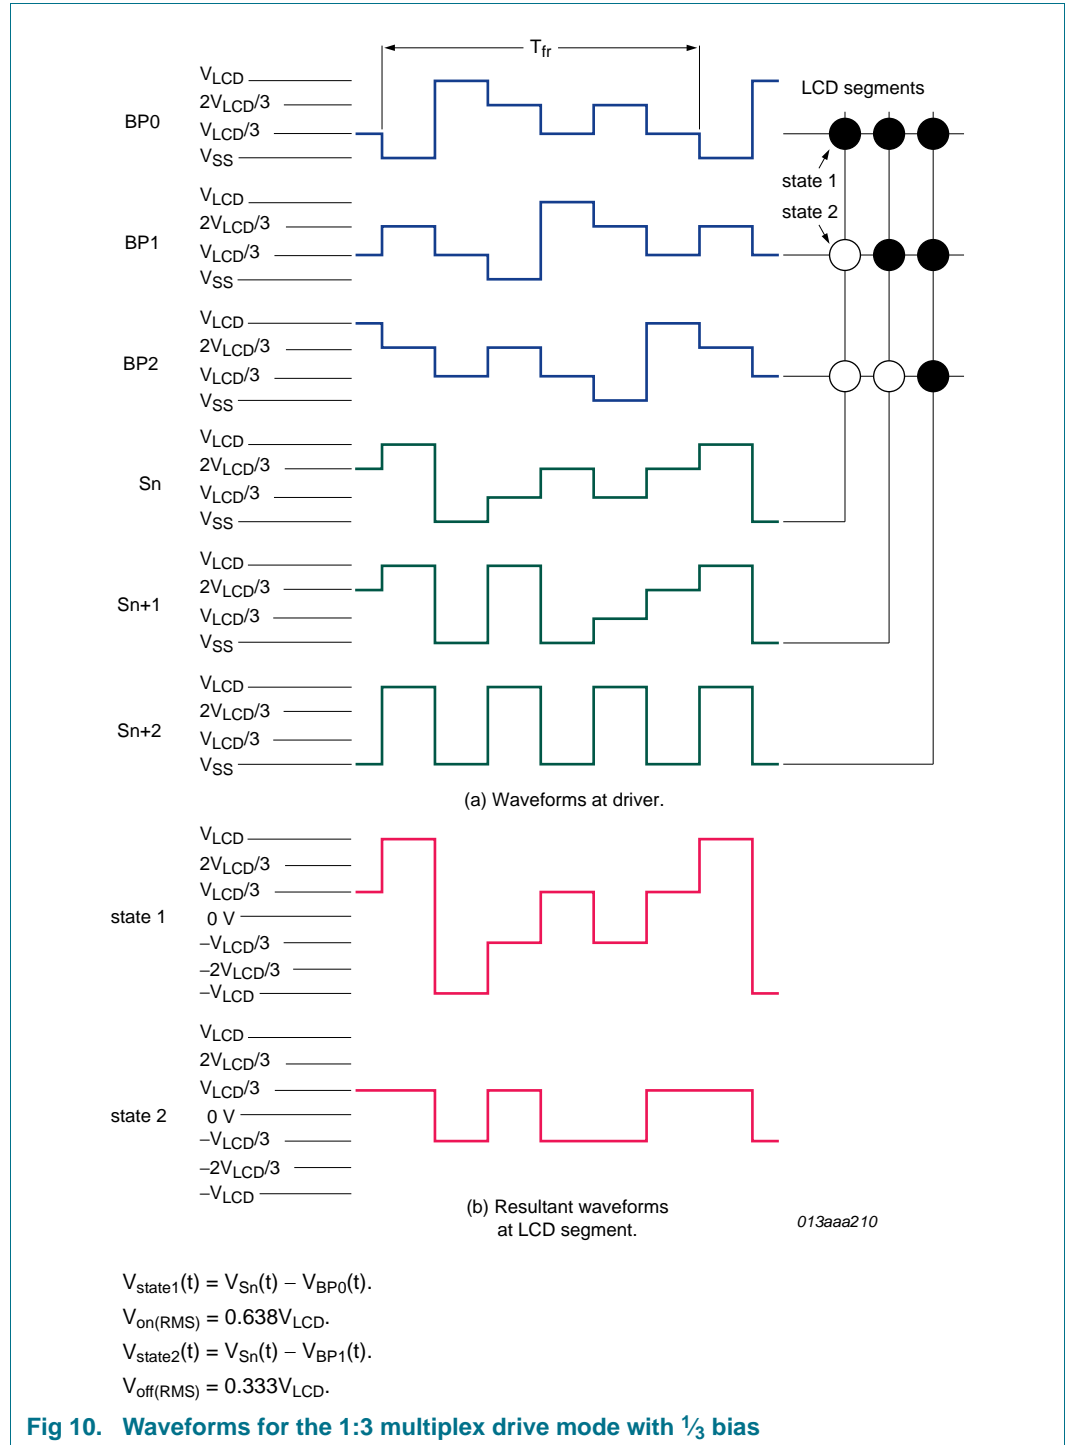 Tfr
VLCD
2VLCD/3
BP0
VLCD/3
VSS
LCD segments
state 1
state 2
VLCD
2VLCD/3
BP1
VLCD/3
VSS
VLCD
2VLCD/3
BP2
VLCD/3
VSS
VLCD
2VLCD/3
Sn
VLCD/3
VSS
VLCD
2VLCD/3
Sn+1
VLCD/3
VSS
VLCD
2VLCD/3
Sn+2
VLCD/3
VSS
(a) Waveforms at driver.
VLCD
2VLCD/3
VLCD/3
state 1
0 V
−VLCD/3
−2VLCD/3
−VLCD
VLCD
2VLCD/3
VLCD/3
state 2
0 V
−VLCD/3
−2VLCD/3
−VLCD
(b) Resultant waveforms
at LCD segment.
013aaa210
Vstate1(t) = VSn(t) − VBP0(t).
Von(RMS) = 0.638VLCD.
Vstate2(t) = VSn(t) − VBP1(t).
Voff(RMS) = 0.333VLCD.
Fig 10. Waveforms for the 1:3 multiplex drive mode with 1⁄3 bias